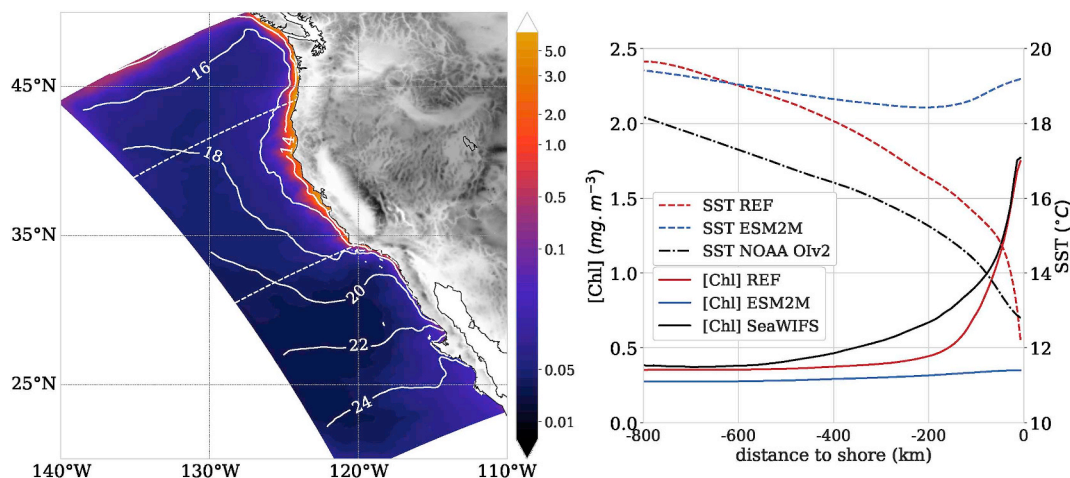 45°N
35°N
25°N
140°W
130°W
120°W
110°W
16
14
18
20
22
24
5.0
3.0
2.0
1.0
0.5
0.1
0.05
0.01
2.5
2.0
1.5
1.0
0.5
0.0
[Chl] (mg. m⁻³)
SST REF
SST ESM2M
SST NOAA OIv2
[Chl] REF
[Chl] ESM2M
[Chl] SeaWIFS
20
18
16
14
12
10
SST (°C)
-800
-600
-400
-200
0
distance to shore (km)